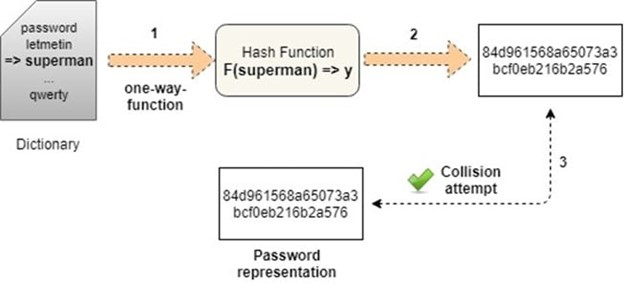 password
letmetin
=> superman
...
qwerty
Dictionary
1
one-way-
function
Hash Function
F(superman) => y
2
84d961568a65073a3
bcf0eb216b2a576
3
Collision
attempt
84d961568a65073a3
bcf0eb216b2a576
Password
representation